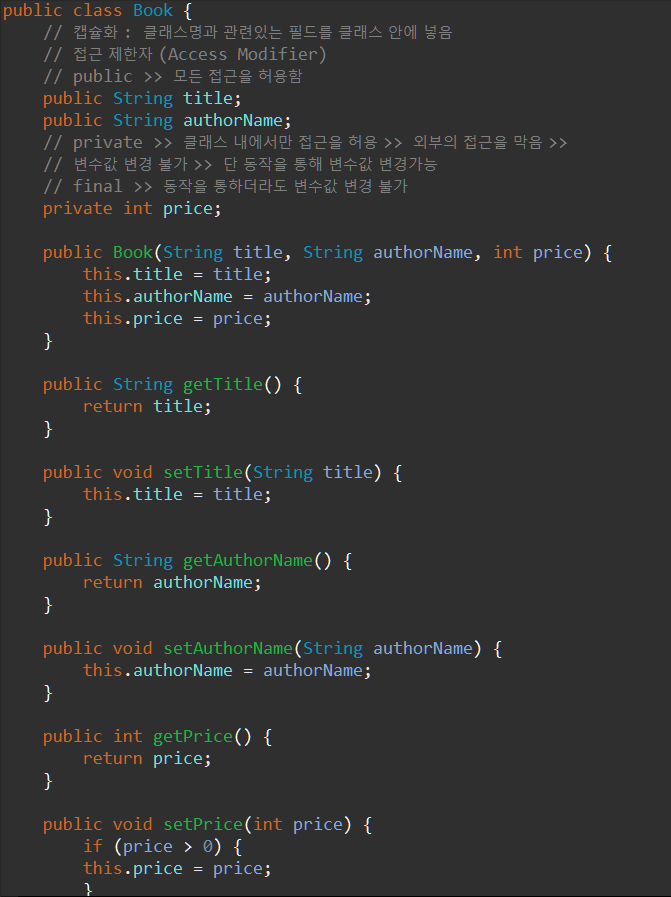 public class Book {
// 캡슐화 : 클래스명과 관련있는 필드를 클래스 안에 넣음
// 접근 제한자 (Access Modifier)
// public >> 모든 접근을 허용함
public String title;
public String authorName;
// private >> 클래스 내에서만 접근을 허용 >> 외부의 접근을 막음 >>
// 변수값 변경 불가 >> 단 동작을 통해 변수값 변경가능
// final >> 동작을 통하더라도 변수값 변경 불가
private int price;
public Book(String title, String authorName, int price) {
this.title = title;
this.authorName = authorName;
this.price = price;
}
public String getTitle() {
return title;
}
public void setTitle(String title) {
this.title = title;
}
public String getAuthorName() {
return authorName;
}
public void setAuthorName(String authorName) {
this.authorName = authorName;
}
public int getPrice() {
return price;
}
public void setPrice(int price) {
if (price > 0) {
this.price = price;
}